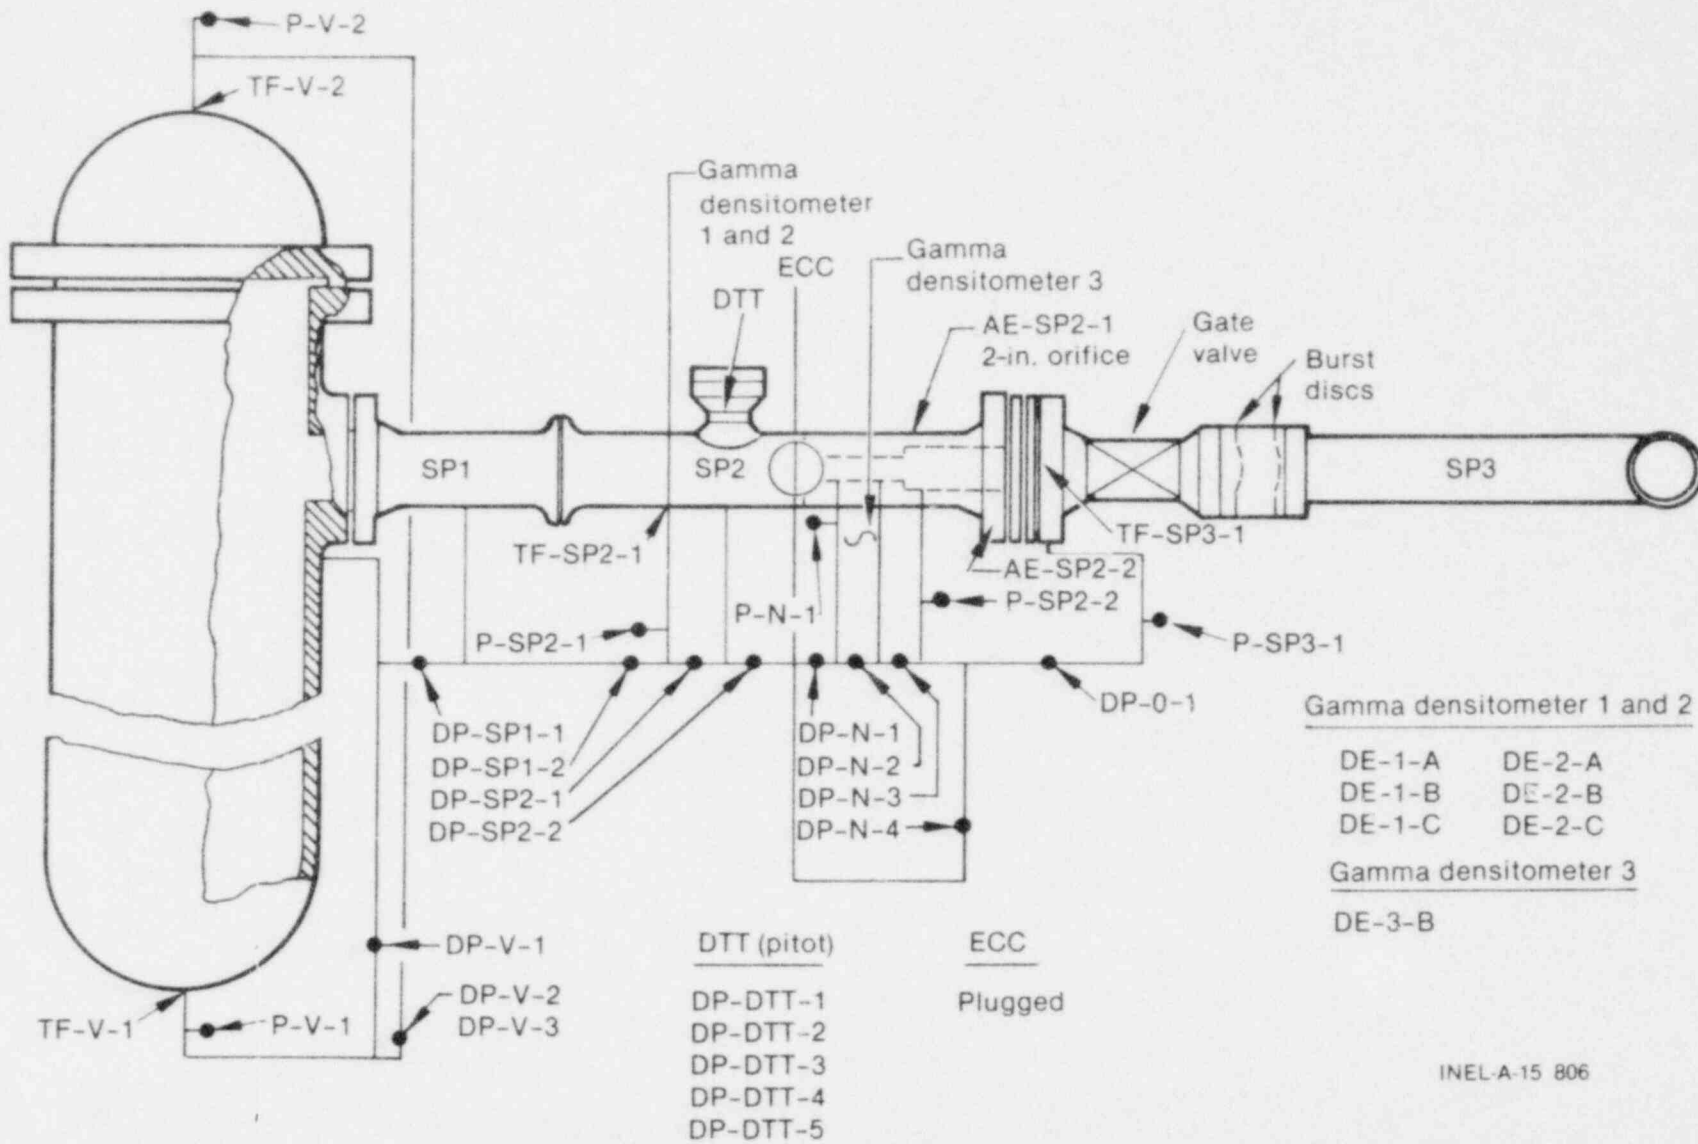 P-V-2
TF-V-2
Gamma
densitometer
1 and 2
ECC
DTT
Gamma
densitometer 3
AE-SP2-1
2-in. orifice
Gate
valve
Burst
discs
SP1
SP2
SP3
TF-SP2-1
TF-SP3-1
AE-SP2-2
P-SP2-2
P-N-1
P-SP2-1
P-SP3-1
DP-O-1
DP-SP1-1
DP-SP1-2
DP-SP2-1
DP-SP2-2
DP-N-1
DP-N-2
DP-N-3
DP-N-4
Gamma densitometer 1 and 2
DE-1-A DE-2-A
DE-1-B DE-2-B
DE-1-C DE-2-C
Gamma densitometer 3
DE-3-B
DP-V-1
DP-V-2
DP-V-3
TF-V-1
P-V-1
DTT (pitot)
DP-DTT-1
DP-DTT-2
DP-DTT-3
DP-DTT-4
DP-DTT-5
ECC
Plugged
INEL-A-15 806